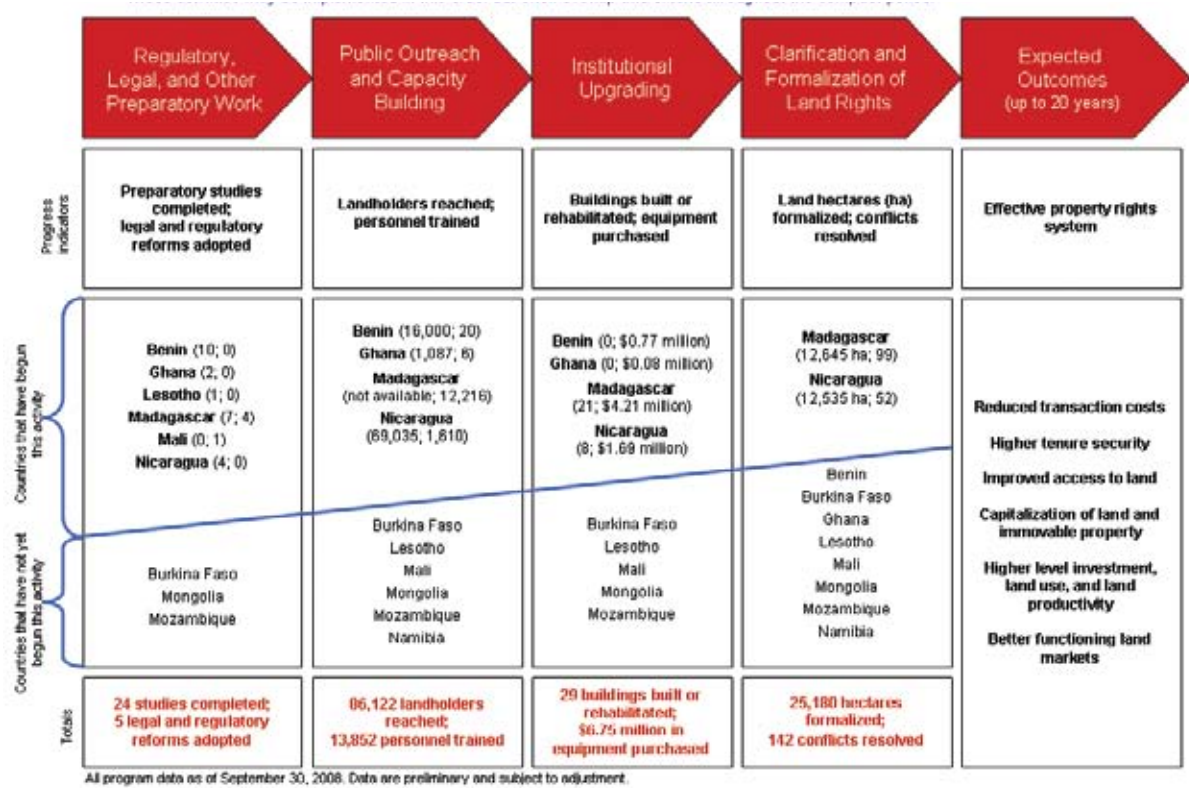 Regulatory,
Legal, and Other
Preparatory Work
Public Outreach
and Capacity
Building
Institutional
Upgrading
Clarification and
Formalization of
Land Rights
Expected
Outcomes
(up to 20 years)
Progress
indicators
Preparatory studies
completed;
legal and regulatory
reforms adopted
Landholders reached;
personnel trained
Buildings built or
rehabilitated; equipment
purchased
Land hectares (ha)
formalized; conflicts
resolved
Effective property rights
system
Countries that have begun
this activity
Benin (10; 0)
Ghana (2; 0)
Lesotho (1; 0)
Madagascar (7; 4)
Mali (0; 1)
Nicaragua (4; 0)
Benin (16,000; 20)
Ghana (1,087; 6)
Madagascar
(not available; 12,216)
Nicaragua
(69,035; 1,610)
Benin (0; $0.77 million)
Ghana (0; $0.08 million)
Madagascar
(21; $4.21 million)
Nicaragua
(8; $1.69 million)
Madagascar
(12,645 ha; 99)
Nicaragua
(12,535 ha; 52)
Countries that have not yet
begun this activity
Burkina Faso
Mongolia
Mozambique
Burkina Faso
Lesotho
Mali
Mongolia
Mozambique
Namibia
Burkina Faso
Lesotho
Mali
Mongolia
Mozambique
Benin
Burkina Faso
Ghana
Lesotho
Mali
Mongolia
Mozambique
Namibia
Reduced transaction costs
Higher tenure security
Improved access to land
Capitalization of land and
immovable property
Higher level investment,
land use, and land
productivity
Better functioning land
markets
Totals
24 studies completed;
5 legal and regulatory
reforms adopted
86,122 landholders
reached;
13,852 personnel trained
29 buildings built or
rehabilitated;
$6.75 million in
equipment purchased
25,180 hectares
formalized;
142 conflicts resolved
All program data as of September 30, 2008. Data are preliminary and subject to adjustment.